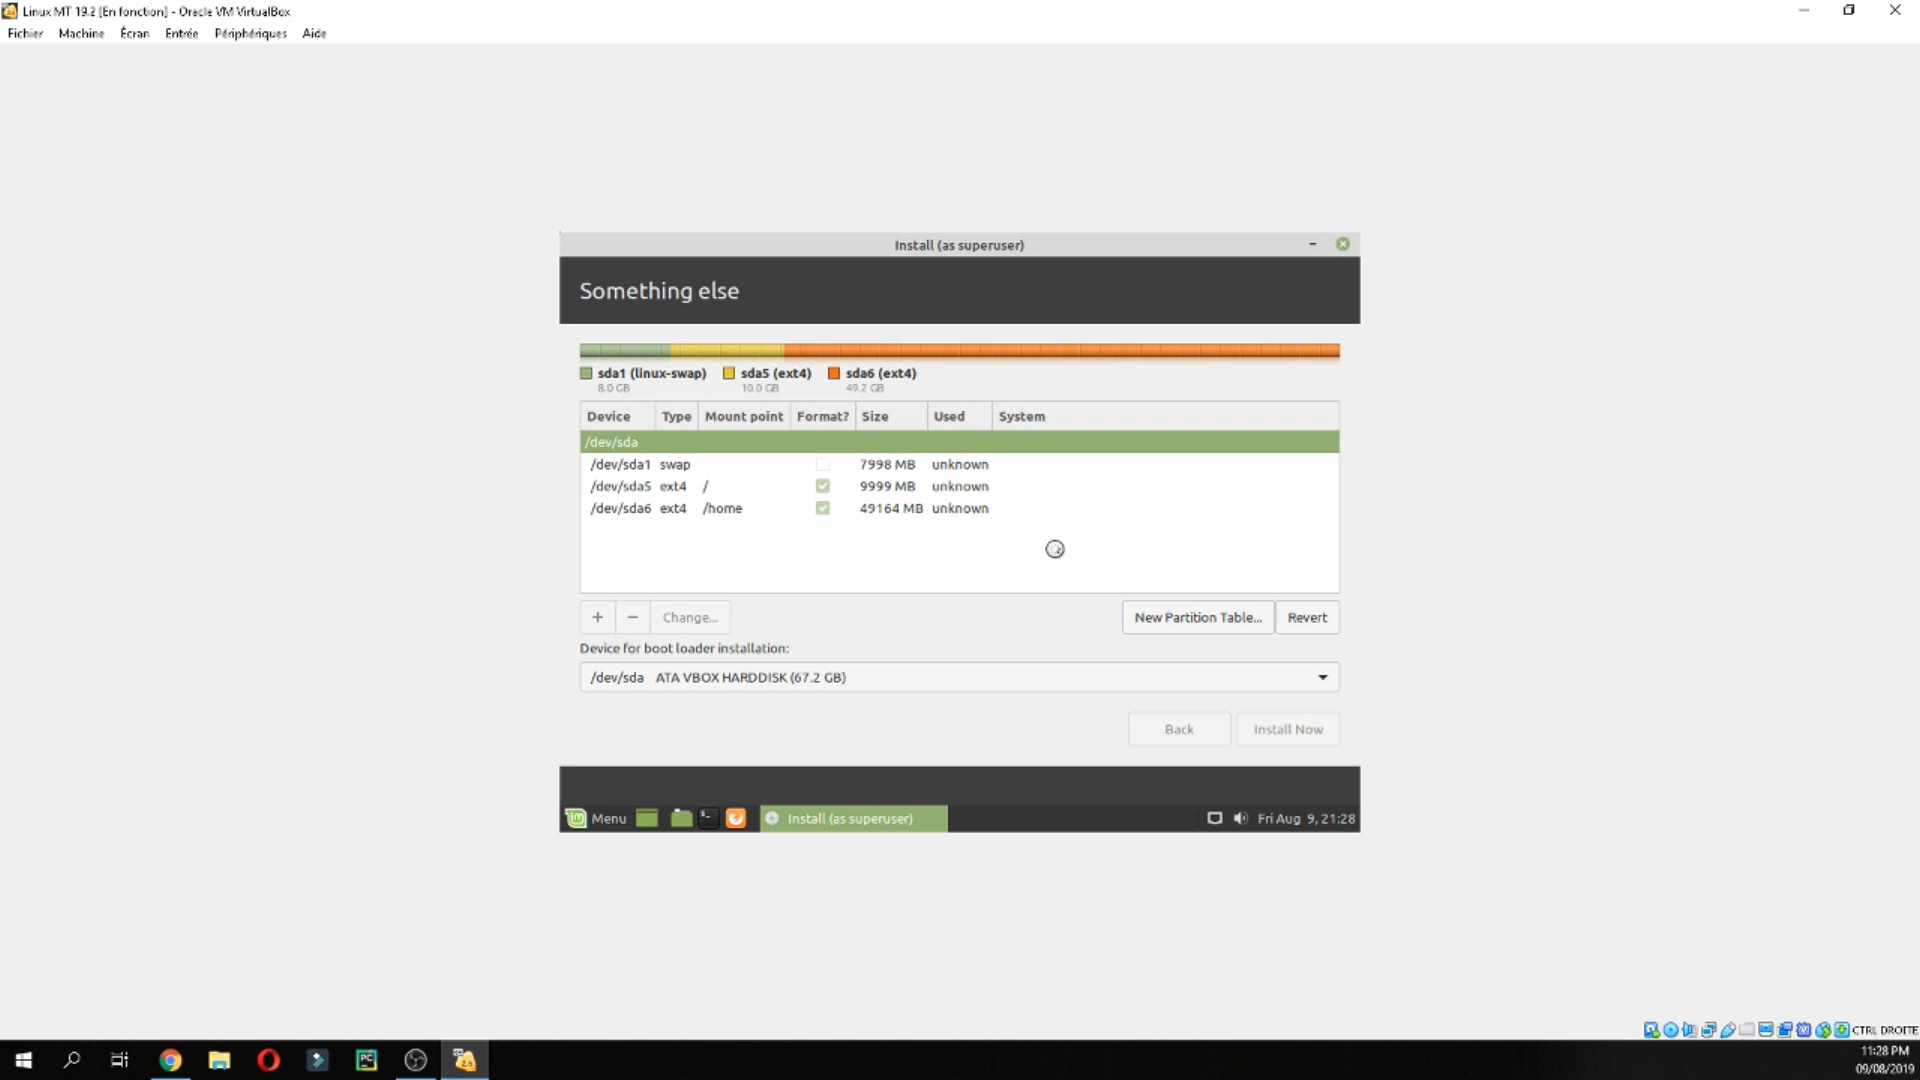 Linux MT 19.2 [En fonction] - Oracle VM VirtualBox
Fichier Machine Écran Entrée Périphériques Aide
Install (as superuser)
Something else
sda1 (linux-swap) sda5 (ext4) sda6 (ext4)
8.0 GB 10.0 GB 49.2 GB
Device Type Mount point Format? Size Used System
/dev/sda
/dev/sda1 swap 7998 MB unknown
/dev/sda5 ext4 / 9999 MB unknown
/dev/sda6 ext4 /home 49164 MB unknown
+ − Change... New Partition Table... Revert
Device for boot loader installation:
/dev/sda ATA VBOX HARDDISK (67.2 GB)
Back Install Now
Menu Install (as superuser) Fri Aug 9, 21:28
CTRL DROITE
11:28 PM
09/08/2019